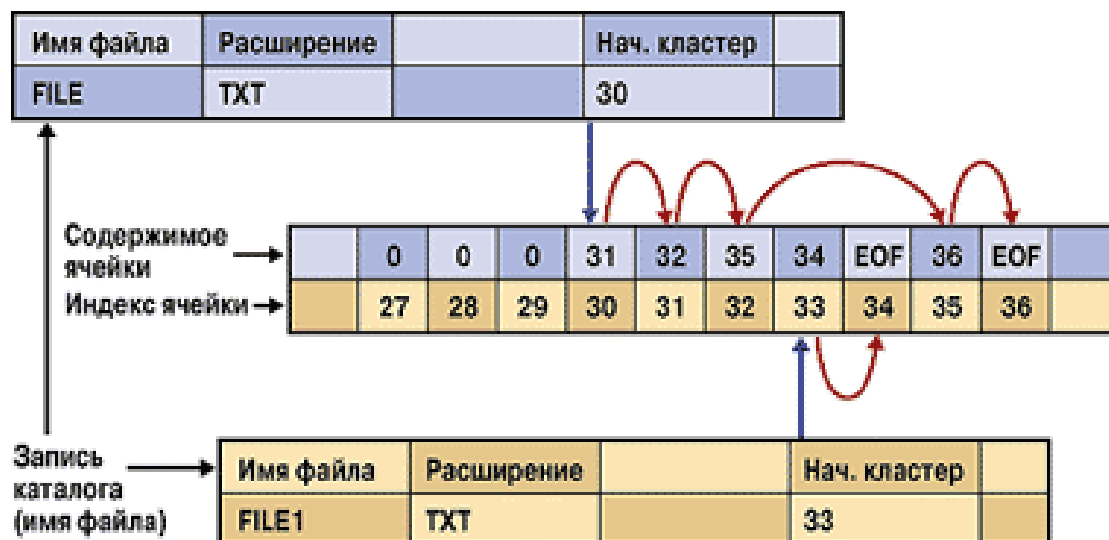 Имя файла Расширение Нач. кластер
FILE TXT 30
Содержимое
ячейки
0 0 0 31 32 35 34 EOF 36 EOF
Индекс ячейки
27 28 29 30 31 32 33 34 35 36
Запись
каталога
(имя файла)
Имя файла Расширение Нач. кластер
FILE1 TXT 33